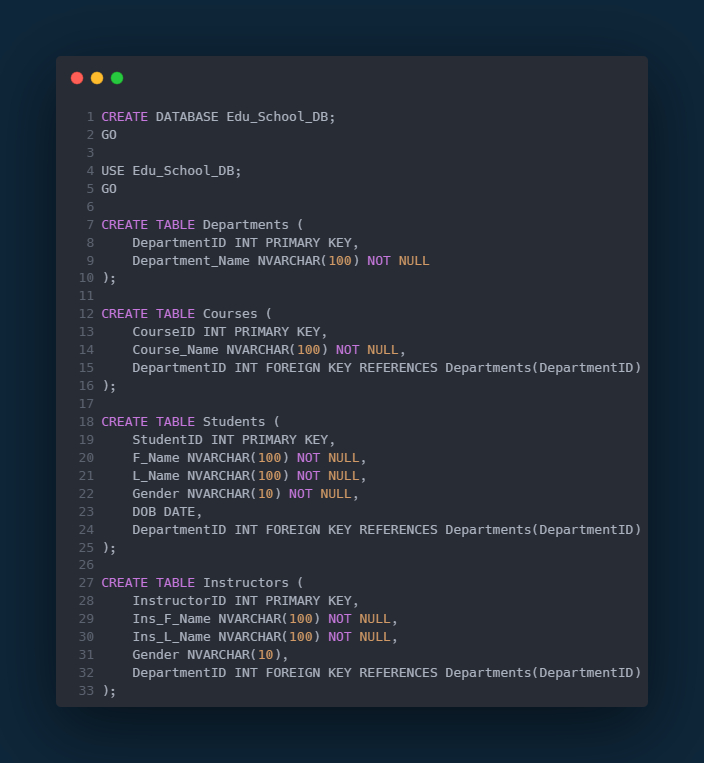 1 CREATE DATABASE Edu_School_DB;
2 GO
3
4 USE Edu_School_DB;
5 GO
6
7 CREATE TABLE Departments (
8     DepartmentID INT PRIMARY KEY,
9     Department_Name NVARCHAR(100) NOT NULL
10 );
11
12 CREATE TABLE Courses (
13     CourseID INT PRIMARY KEY,
14     Course_Name NVARCHAR(100) NOT NULL,
15     DepartmentID INT FOREIGN KEY REFERENCES Departments(DepartmentID)
16 );
17
18 CREATE TABLE Students (
19     StudentID INT PRIMARY KEY,
20     F_Name NVARCHAR(100) NOT NULL,
21     L_Name NVARCHAR(100) NOT NULL,
22     Gender NVARCHAR(10) NOT NULL,
23     DOB DATE,
24     DepartmentID INT FOREIGN KEY REFERENCES Departments(DepartmentID)
25 );
26
27 CREATE TABLE Instructors (
28     InstructorID INT PRIMARY KEY,
29     Ins_F_Name NVARCHAR(100) NOT NULL,
30     Ins_L_Name NVARCHAR(100) NOT NULL,
31     Gender NVARCHAR(10),
32     DepartmentID INT FOREIGN KEY REFERENCES Departments(DepartmentID)
33 );